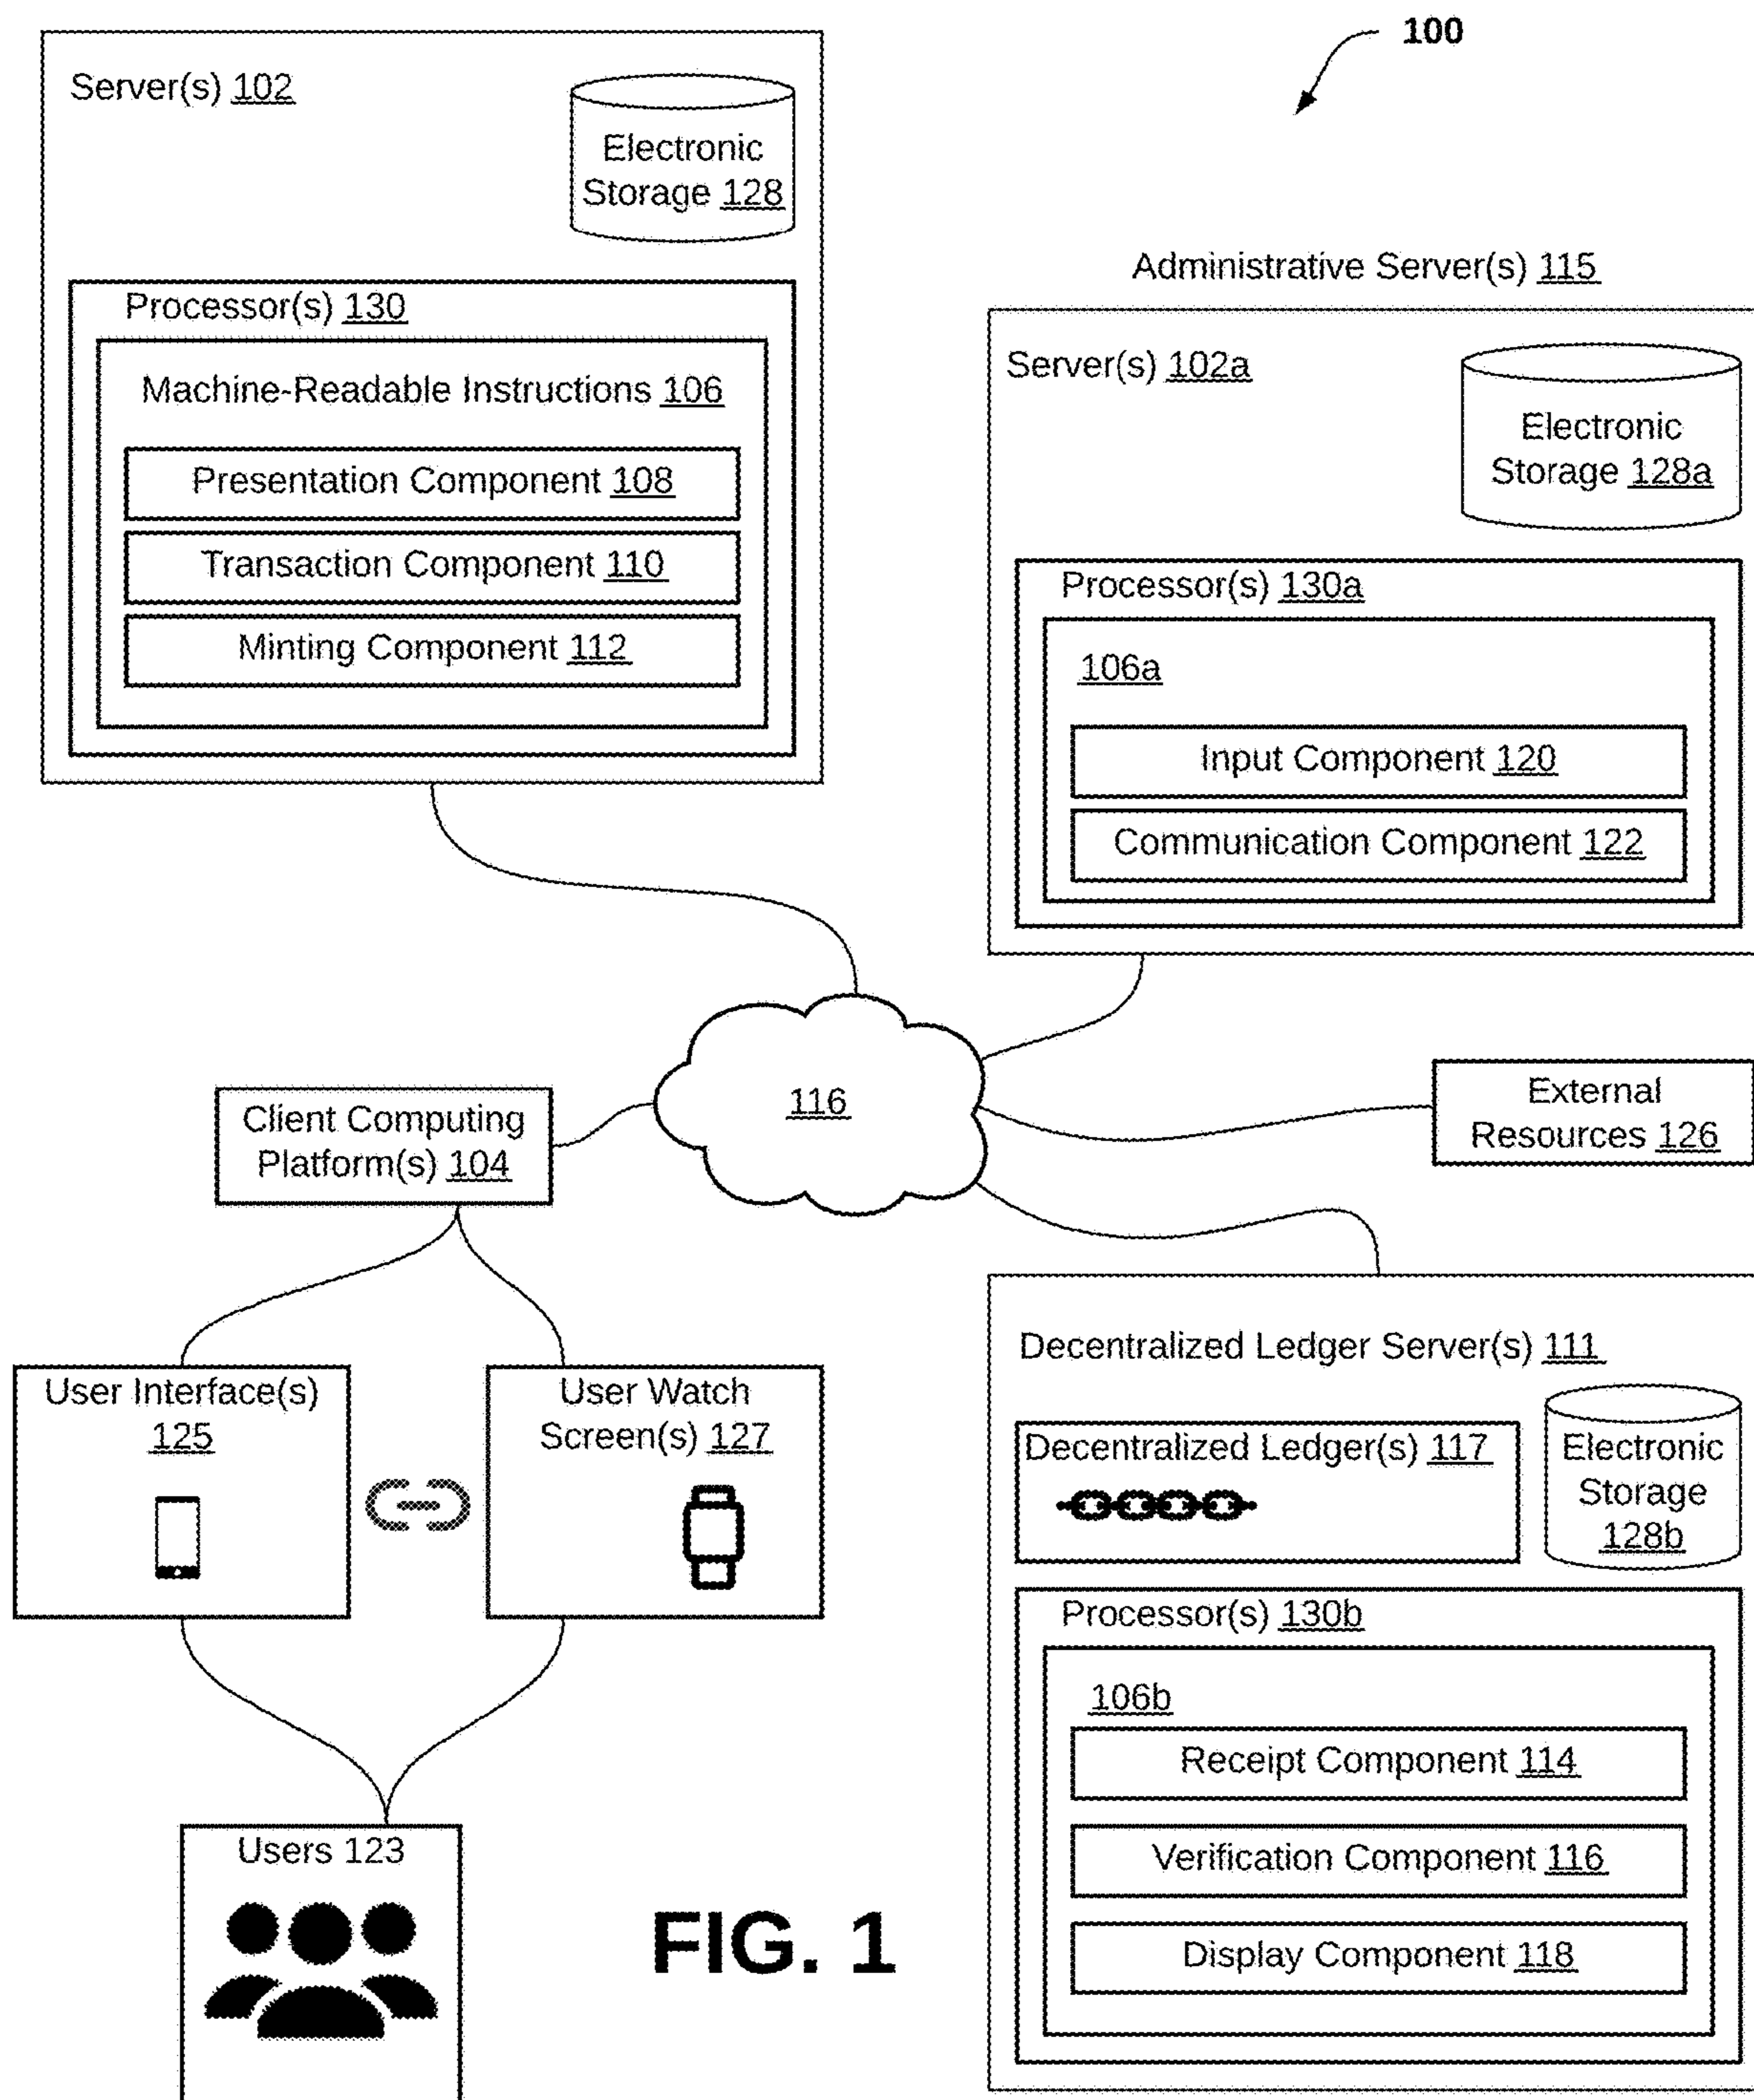 100
Server(s) 102
Electronic
Storage 128
Processor(s) 130
Machine-Readable Instructions 106
Presentation Component 108
Transaction Component 110
Minting Component 112
Administrative Server(s) 115
Server(s) 102a
Electronic
Storage 128a
Processor(s) 130a
106a
Input Component 120
Communication Component 122
116
Client Computing
Platform(s) 104
External
Resources 126
User Interface(s)
125
User Watch
Screen(s) 127
Decentralized Ledger Server(s) 111
Decentralized Ledger(s) 117
Electronic
Storage
128b
Processor(s) 130b
106b
Receipt Component 114
Verification Component 116
Display Component 118
Users 123
FIG. 1